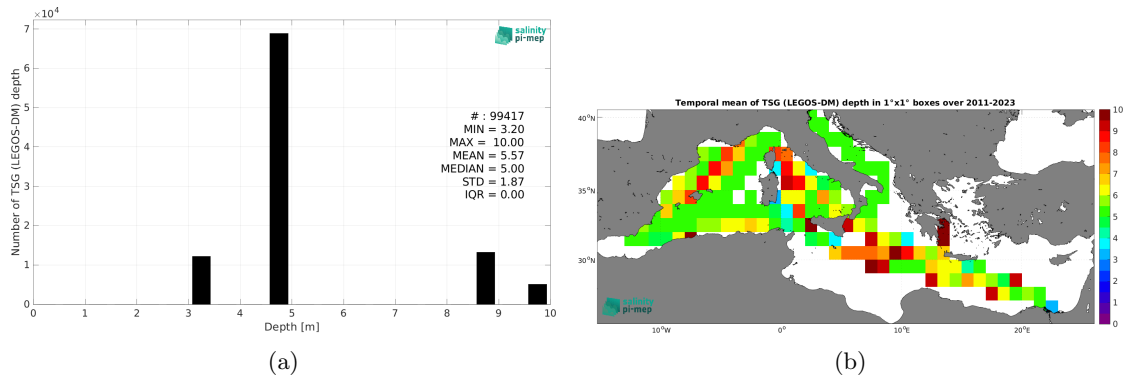 ×10⁴
7
6
5
4
3
2
1
0
Number of TSG (LEGOS-DM) depth
salinity
pi-mep
# : 99417
MIN = 3.20
MAX = 10.00
MEAN = 5.57
MEDIAN = 5.00
STD = 1.87
IQR = 0.00
0 1 2 3 4 5 6 7 8 9 10
Depth [m]
(a)
Temporal mean of TSG (LEGOS-DM) depth in 1°x1° boxes over 2011-2023
40°N
35°N
30°N
10°W
0°
10°E
20°E
10
9
8
7
6
5
4
3
2
1
0
salinity
pi-mep
(b)